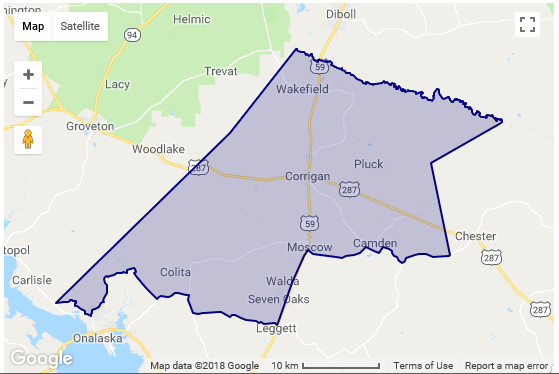 nington
Helmic
Diboll
Map
Satellite
94
59
Trevat
Wakefield
Lacy
Groveton
Woodlake
287
Pluck
Corrigan
287
59
Chester
Moscow
Camden
287
topol
Colita
Carlisle
Walda
Seven Oaks
Leggett
Onalaska
Google
Map data ©2018 Google
10 km
Terms of Use
Report a map error